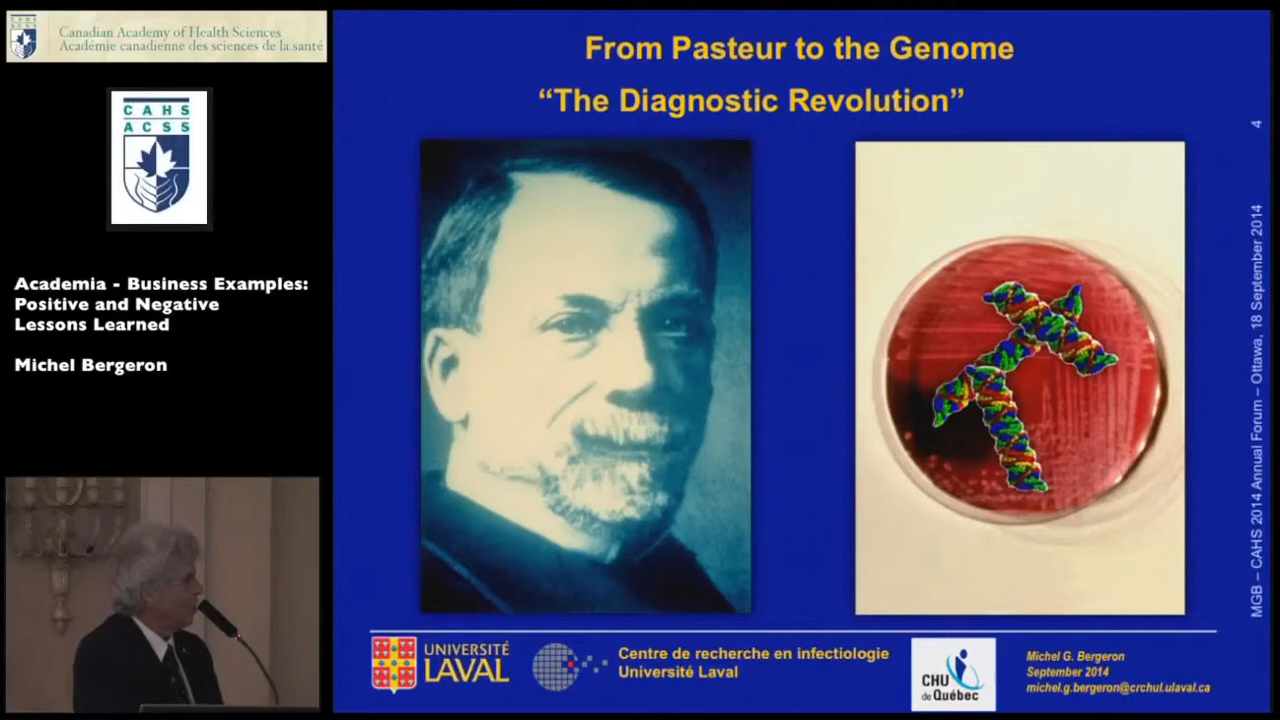 Canadian Academy of Health Sciences
Académie canadienne des sciences de la santé
CAHS
ACSS
Academia - Business Examples:
Positive and Negative
Lessons Learned
Michel Bergeron
From Pasteur to the Genome
“The Diagnostic Revolution”
4
MGB – CAHS 2014 Annual Forum – Ottawa, 18 September 2014
UNIVERSITÉ
LAVAL
Centre de recherche en infectiologie
Université Laval
CHU
de Québec
Michel G. Bergeron
September 2014
michel.g.bergeron@crchul.ulaval.ca